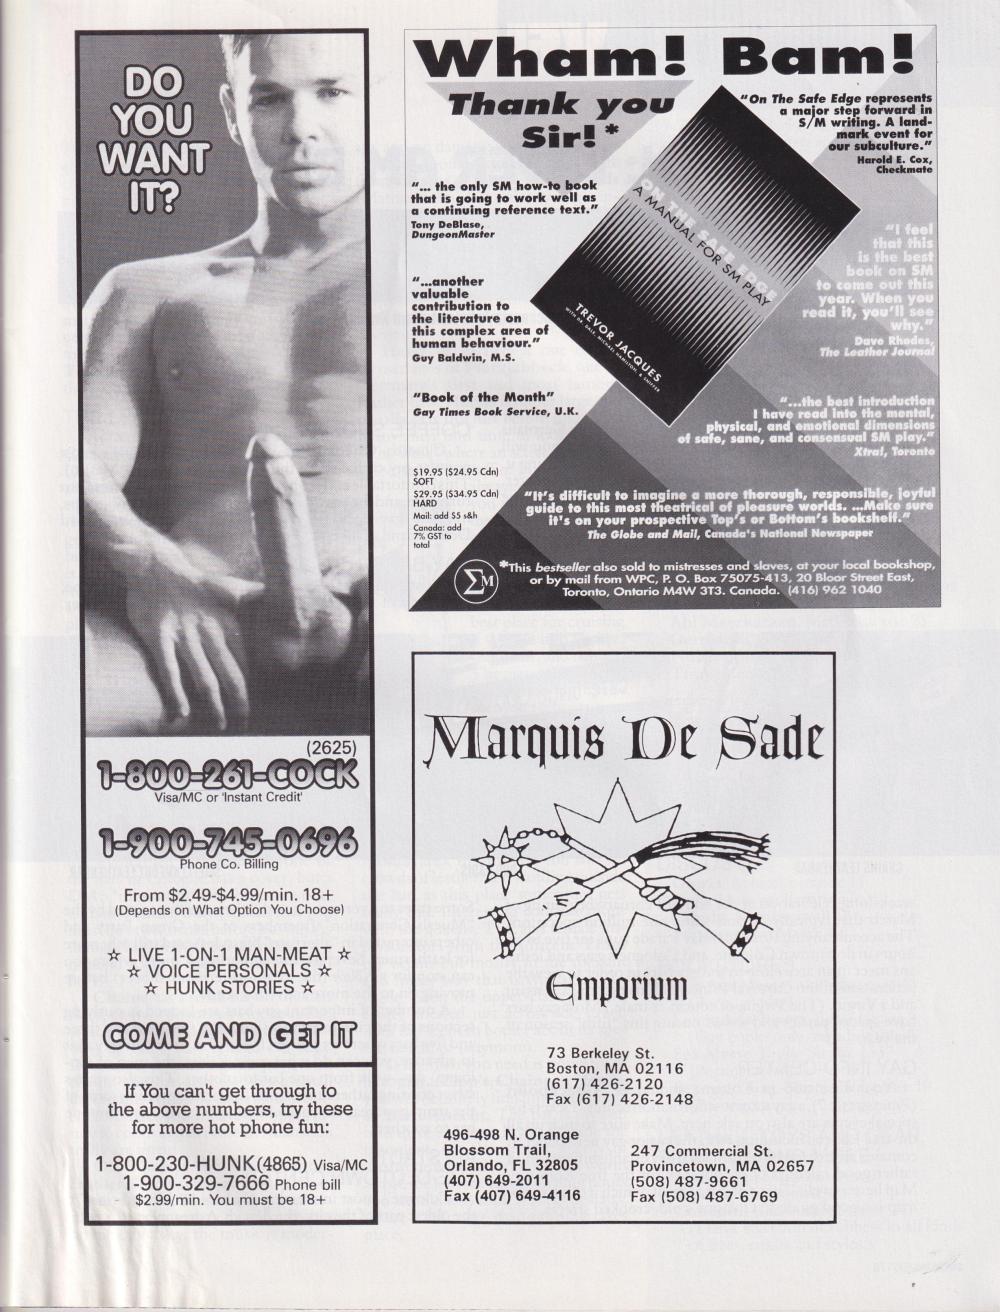 DO
YOU
WANT
IT?
(2625)
1-800-261-COCK
Visa/MC or 'Instant Credit'
1-900-745-0696
Phone Co. Billing
From $2.49-$4.99/min. 18+
(Depends on What Option You Choose)
☆ LIVE 1-ON-1 MAN-MEAT ☆
☆ VOICE PERSONALS ☆
☆ HUNK STORIES ☆
COME AND GET IT
If You can't get through to
the above numbers, try these
for more hot phone fun:
1-800-230-HUNK(4865) Visa/MC
1-900-329-7666 Phone bill
$2.99/min. You must be 18+
Wham! Bam!
Thank you
Sir!*
"... the only SM how-to book
that is going to work well as
a continuing reference text."
Tony DeBlase,
DungeonMaster
"...another
valuable
contribution to
the literature on
this complex area of
human behaviour."
Guy Baldwin, M.S.
"Book of the Month"
Gay Times Book Service, U.K.
$19.95 ($24.95 Cdn)
SOFT
$29.95 ($34.95 Cdn)
HARD
Mail: add $5 s&h
Canada: add
7% GST to
total
ON THE SAFE EDGE
A MANUAL FOR SM PLAY
TREVOR JACQUES
WITH DR. DALE, MICHAEL HAMILTON, & SNIFFER
"On The Safe Edge represents
a major step forward in
S/M writing. A land-
mark event for
our subculture."
Harold E. Cox,
Checkmate
"I feel
that this
is the best
book on SM
to come out this
year. When you
read it, you'll see
why."
Dave Rhodes,
The Leather Journal
"...the best introduction
I have read into the mental,
physical, and emotional dimensions
of safe, sane, and consensual SM play."
Xtra!, Toronto
"It's difficult to imagine a more thorough, responsible, joyful
guide to this most theatrical of pleasure worlds. ...Make sure
it's on your prospective Top's or Bottom's bookshelf."
The Globe and Mail, Canada's National Newspaper
ΣM
*This bestseller also sold to mistresses and slaves, at your local bookshop,
or by mail from WPC, P. O. Box 75075-413, 20 Bloor Street East,
Toronto, Ontario M4W 3T3. Canada. (416) 962 1040
Marquis De Sade
Emporium
73 Berkeley St.
Boston, MA 02116
(617) 426-2120
Fax (617) 426-2148
496-498 N. Orange
Blossom Trail,
Orlando, FL 32805
(407) 649-2011
Fax (407) 649-4116
247 Commercial St.
Provincetown, MA 02657
(508) 487-9661
Fax (508) 487-6769